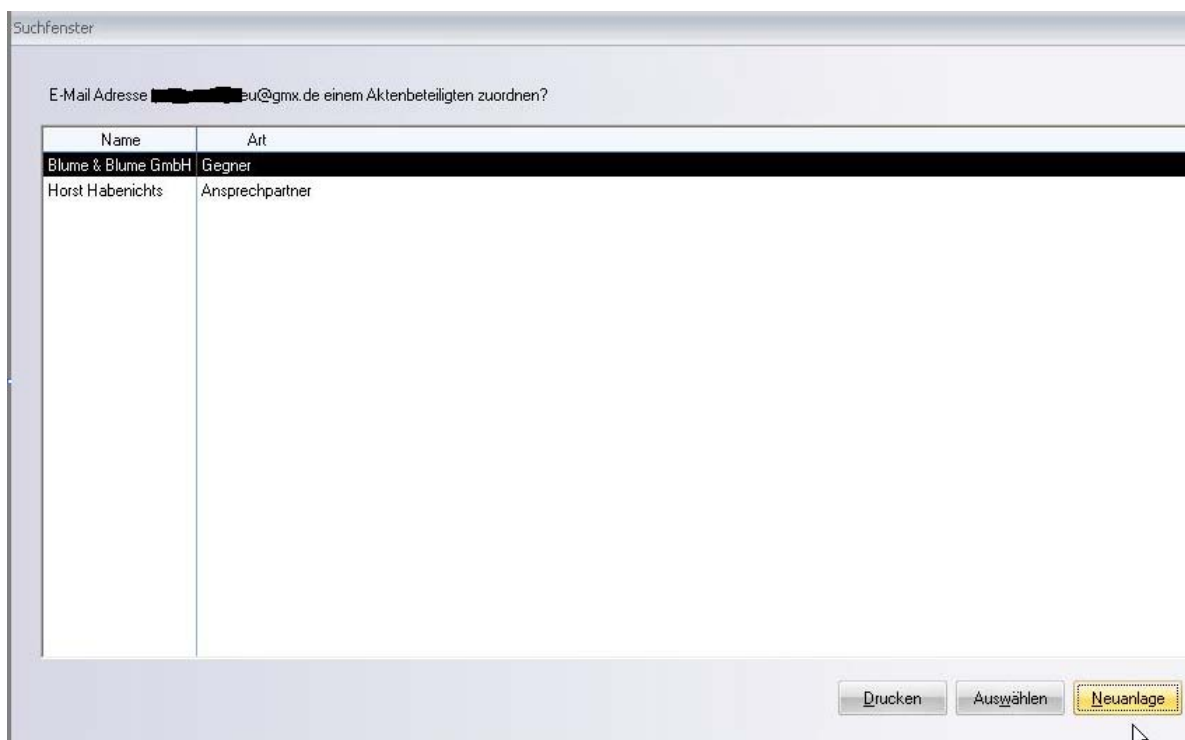 Suchfenster
E-Mail Adresse eu@gmx.de einem Aktenbeteiligten zuordnen?
Name Art
Blume & Blume GmbH Gegner
Horst Habenichts Ansprechpartner
Drucken Auswählen Neuanlage